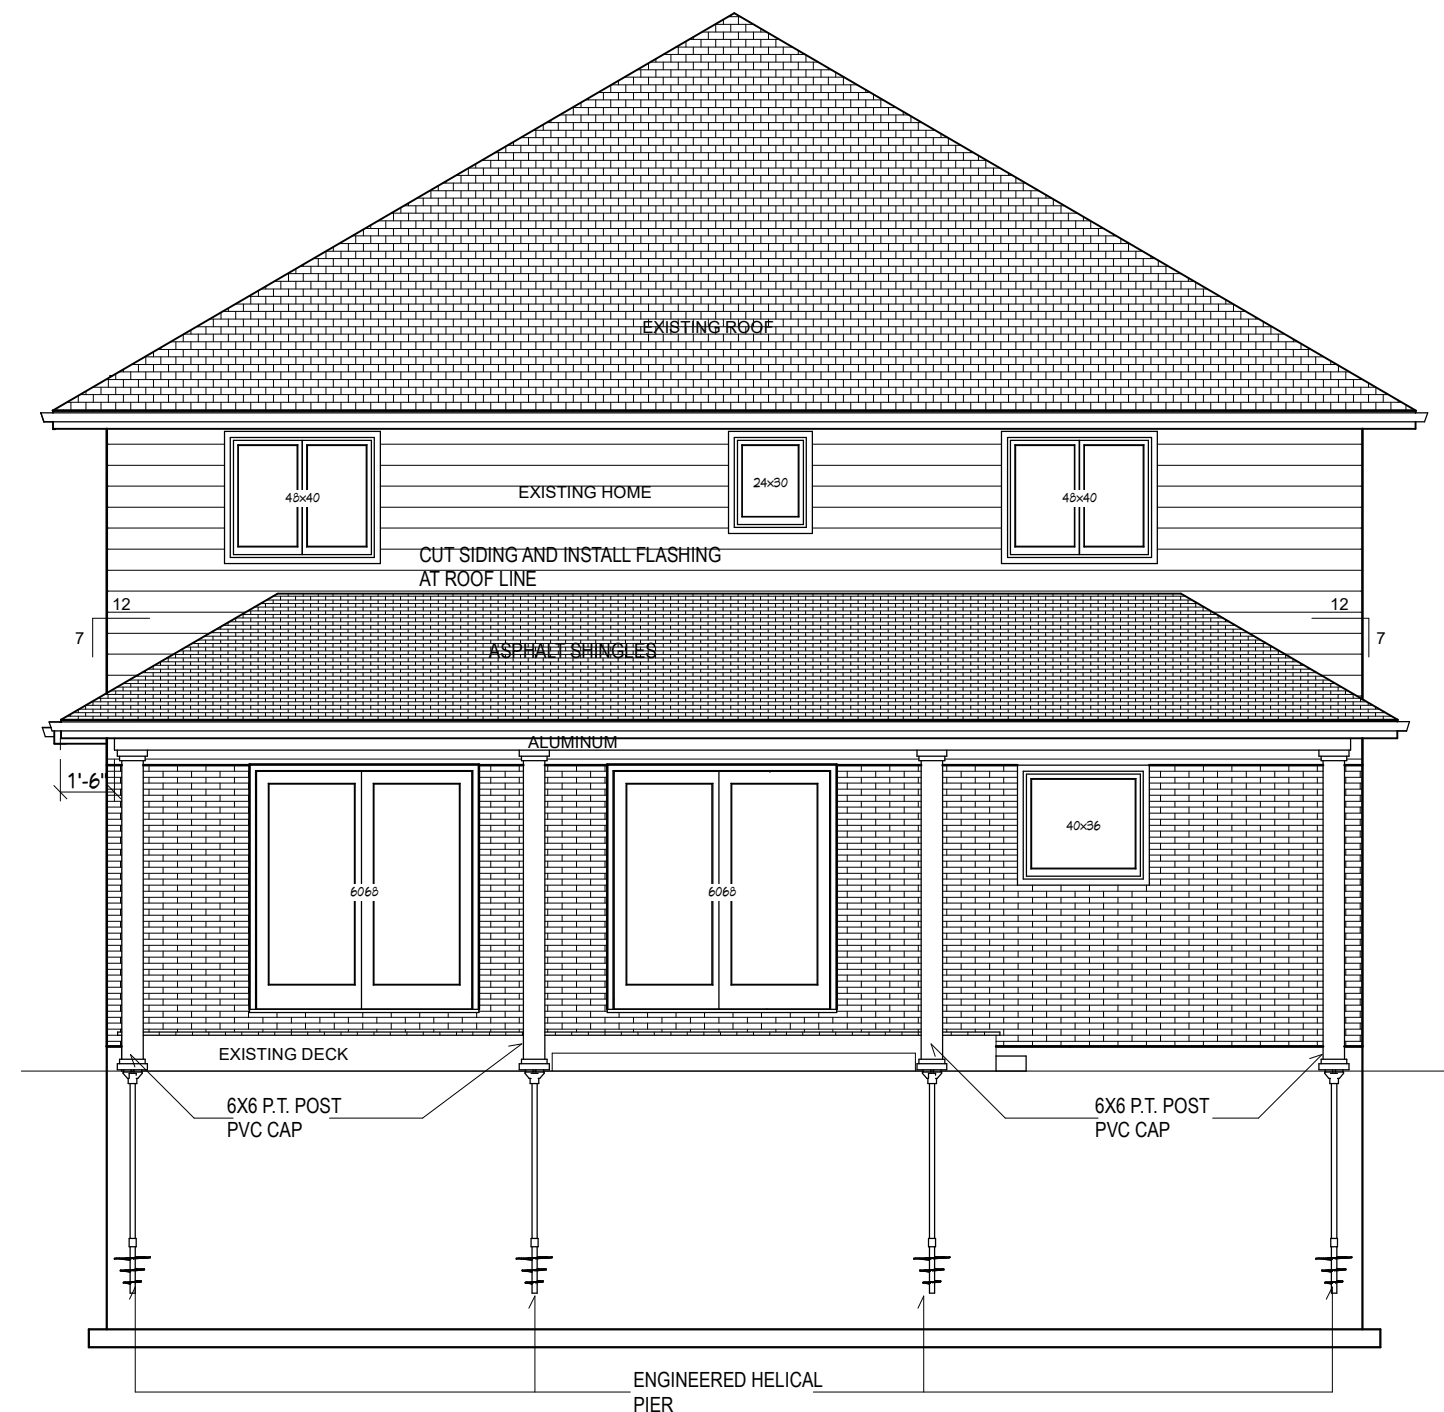 EXISTING ROOF
48x40
24x30
48x40
EXISTING HOME
CUT SIDING AND INSTALL FLASHING
AT ROOF LINE
12
12
7
7
ASPHALT SHINGLES
ALUMINUM
1'-6"
40x36
6068
6068
EXISTING DECK
6X6 P.T. POST
PVC CAP
6X6 P.T. POST
PVC CAP
ENGINEERED HELICAL
PIER